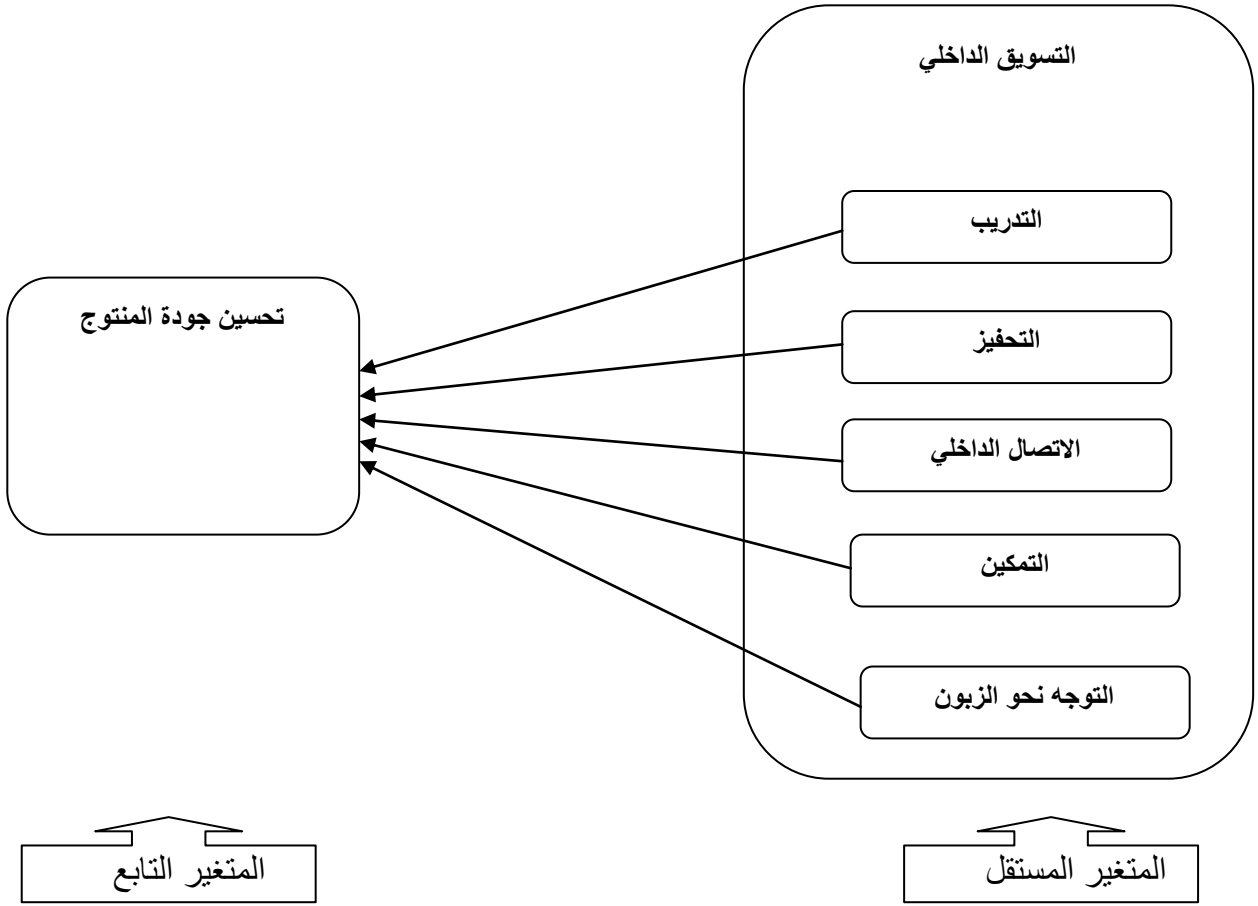 التسويق الداخلي
التدريب
التحفيز
الاتصال الداخلي
التمكين
التوجه نحو الزبون
تحسين جودة المنتوج
المتغير المستقل
المتغير التابع